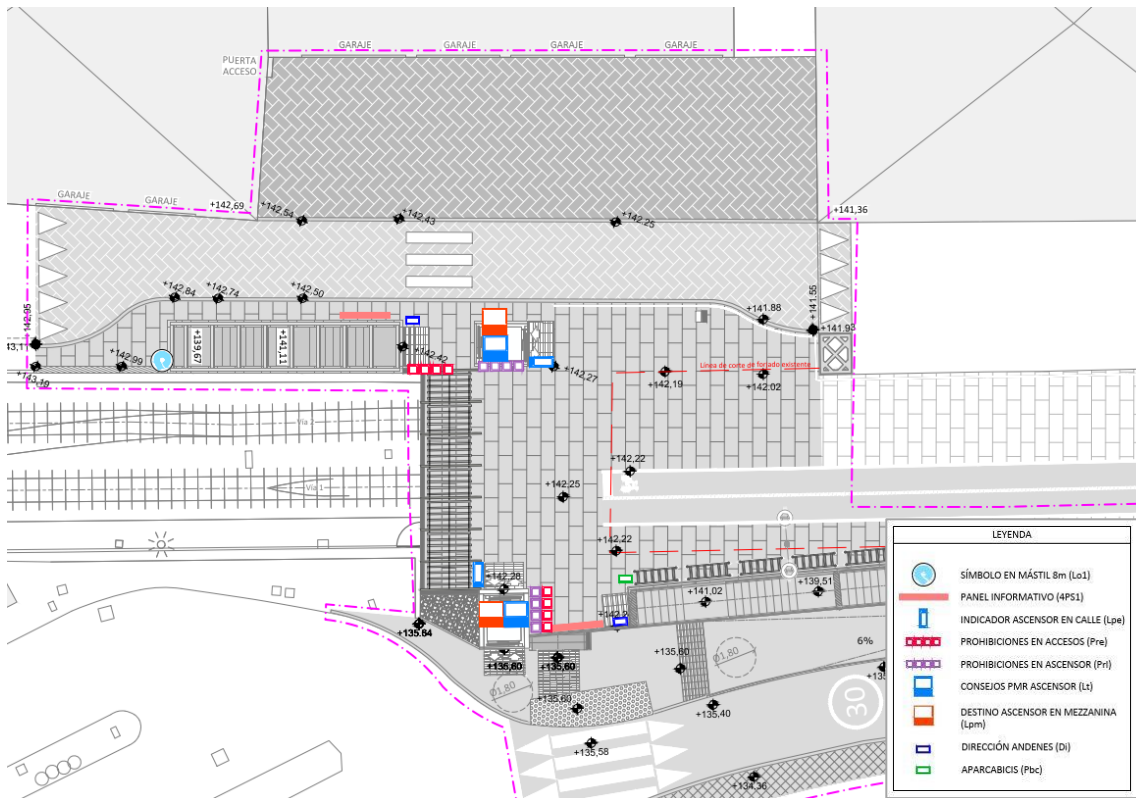 GARAJE
GARAJE
GARAJE
GARAJE
PUERTA
ACCESO
GARAJE
GARAJE
+142,69
+142.54
+142.43
+142.25
+141,36
+142.84
+142.74
+142.50
+141.88
+141.55
+141.93
142,95
+142.99
+143,19
+139,67
+141,11
+142.42
+142,27
Línea de corte de forjado existente
+142,19
+142.02
Vía 2
+142,22
Vía 1
+142.25
+142,22
+142,28
+139,51
+141,02
+135.64
+135,60
+135,60
+135,60
Ø1,80
6%
Ø1,80
+135.60
+135,40
30
+135,58
+134.36
LEYENDA
SÍMBOLO EN MÁSTIL 8m (Lo1)
PANEL INFORMATIVO (4PS1)
INDICADOR ASCENSOR EN CALLE (Lpe)
PROHIBICIONES EN ACCESOS (Pre)
PROHIBICIONES EN ASCENSOR (Prl)
CONSEJOS PMR ASCENSOR (Lt)
DESTINO ASCENSOR EN MEZZANINA
(Lpm)
DIRECCIÓN ANDENES (Di)
APARCABICIS (Pbc)